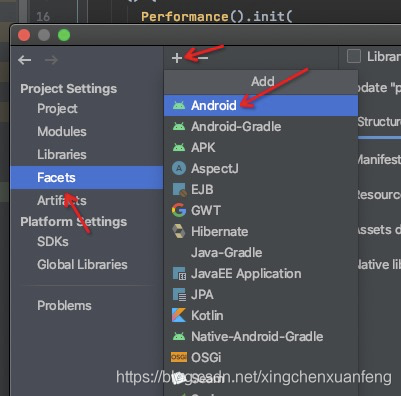 16
Performance().init(
Project Settings
Project
Modules
Libraries
Facets
Artifacts
Platform Settings
SDKs
Global Libraries
Problems
Add
Android
Android-Gradle
APK
AspectJ
EJB
GWT
Hibernate
Java-Gradle
JavaEE Application
JPA
Kotlin
Native-Android-Gradle
OSGi
Seam
Librar
pdate "p
Structure
Manifest
Resource
Assets d
Native lib
https://blog.csdn.net/xingchenxuanfeng